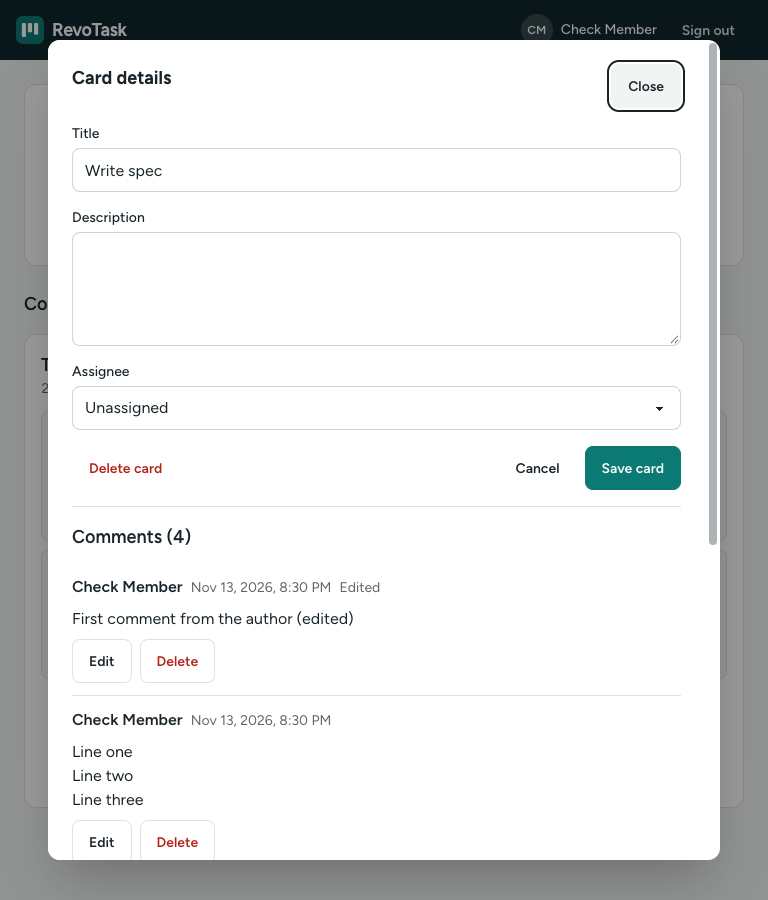 RevoTask
CM Check Member Sign out
Card details
Close
Title
Write spec
Description
Assignee
Unassigned
Delete card
Cancel
Save card
Comments (4)
Check Member Nov 13, 2026, 8:30 PM Edited
First comment from the author (edited)
Edit
Delete
Check Member Nov 13, 2026, 8:30 PM
Line one
Line two
Line three
Edit
Delete
Co
T
2